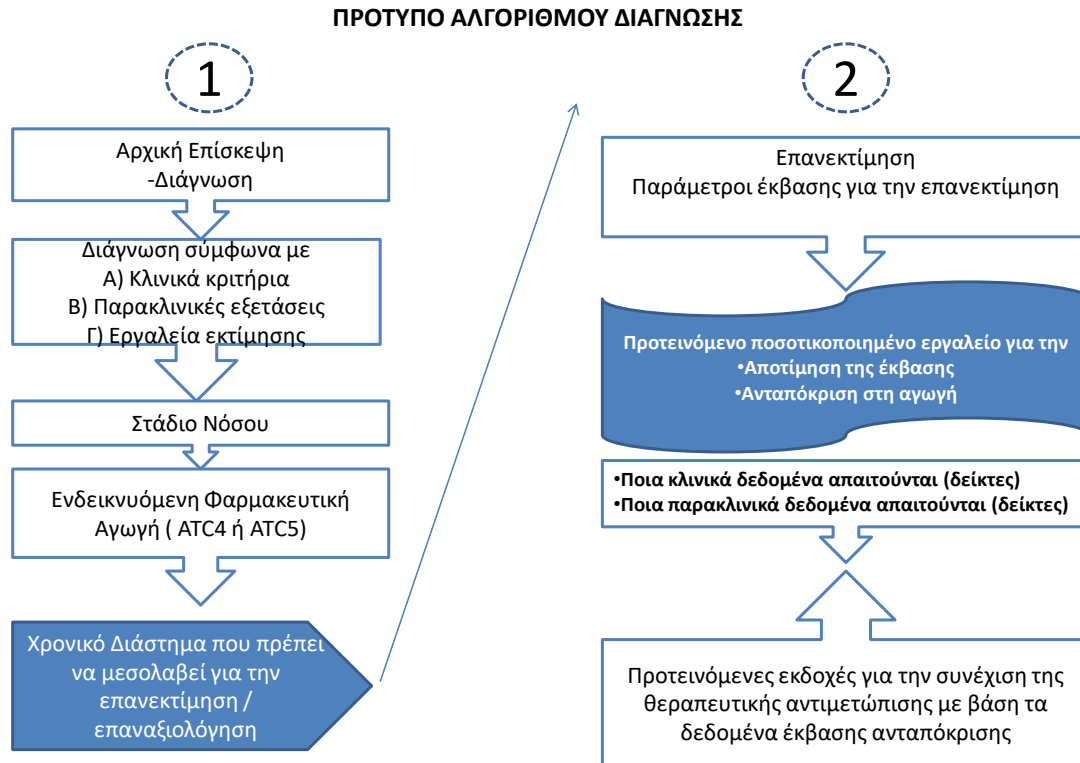 ΠΡΟΤΥΠΟ ΑΛΓΟΡΙΘΜΟΥ ΔΙΑΓΝΩΣΗΣ
1
Αρχική Επίσκεψη
-Διάγνωση
Διάγνωση σύμφωνα με
Α) Κλινικά κριτήρια
Β) Παρακλινικές εξετάσεις
Γ) Εργαλεία εκτίμησης
Στάδιο Νόσου
Ενδεικνυόμενη Φαρμακευτική
Αγωγή ( ATC4 ή ATC5)
Χρονικό Διάστημα που πρέπει
να μεσολαβεί για την
επανεκτίμηση /
επαναξιολόγηση
2
Επανεκτίμηση
Παράμετροι έκβασης για την επανεκτίμηση
Προτεινόμενο ποσοτικοποιημένο εργαλείο για την
•Αποτίμηση της έκβασης
•Ανταπόκριση στη αγωγή
•Ποια κλινικά δεδομένα απαιτούνται (δείκτες)
•Ποια παρακλινικά δεδομένα απαιτούνται (δείκτες)
Προτεινόμενες εκδοχές για την συνέχιση της
θεραπευτικής αντιμετώπισης με βάση τα
δεδομένα έκβασης ανταπόκρισης